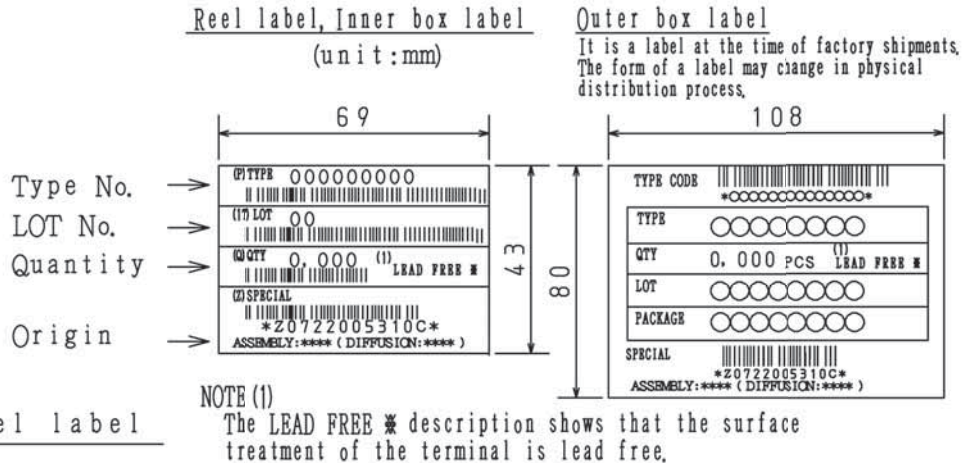 Reel label, Inner box label
(unit:mm)
Outer box label
It is a label at the time of factory shipments.
The form of a label may change in physical
distribution process.
69
108
Type No.
LOT No.
Quantity
Origin
(P)TYPE 000000000
(1T)LOT 00
(Q)QTY 0,000 (1) LEAD FREE ※
(Z)SPECIAL
*Z0722005310C*
ASSEMBLY:**** (DIFFUSION:****)
43
80
TYPE CODE
*○○○○○○○○○○○○○○*
TYPE ○○○○○○○○
QTY 0,000 PCS (1) LEAD FREE ※
LOT ○○○○○○○○
PACKAGE ○○○○○○○○
SPECIAL
*Z0722005310C*
ASSEMBLY:**** (DIFFUSION:****)
NOTE(1)
The LEAD FREE ※ description shows that the surface
treatment of the terminal is lead free.
el label